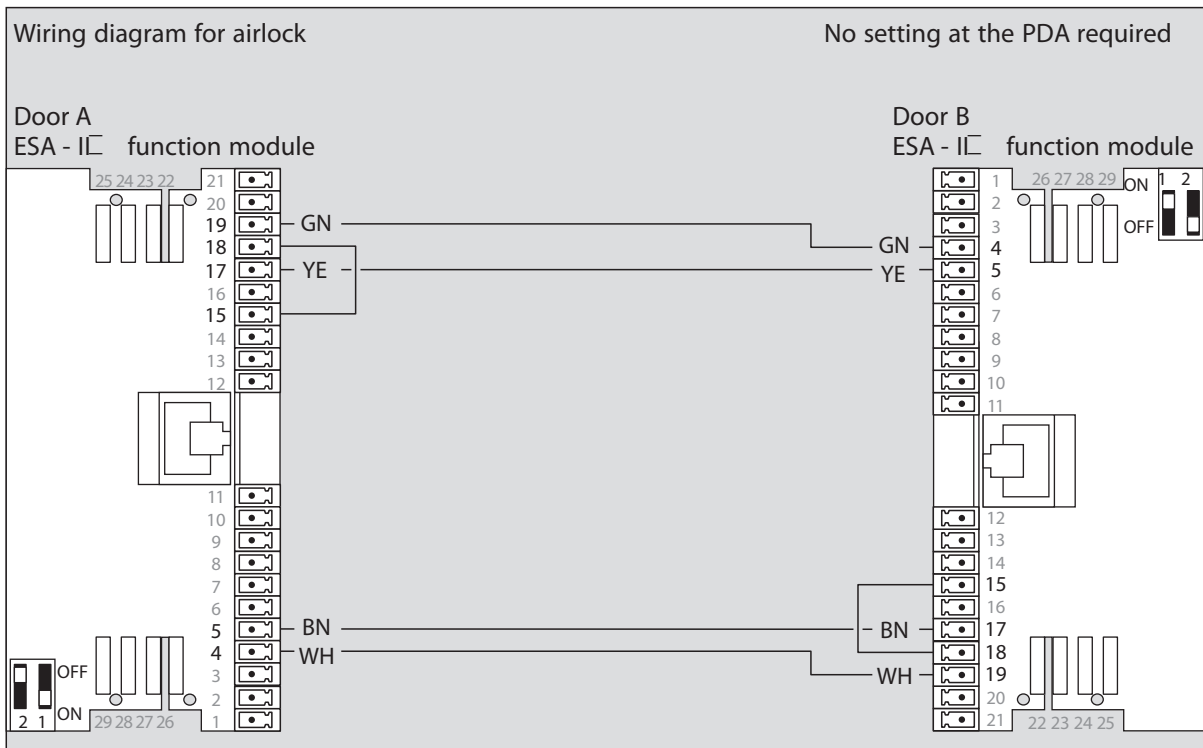 Wiring diagram for airlock
No setting at the PDA required
Door A
ESA - II function module
Door B
ESA - II function module
25 24 23 22
21
20
19 GN
18
17 YE
16
15
14
13
12
11
10
9
8
7
6
5 BN
4 WH
3
2
1
OFF
ON
2 1
29 28 27 26
1
2
3
GN 4
YE 5
6
7
8
9
10
11
12
13
14
15
16
BN 17
18
WH 19
20
21
26 27 28 29
ON
OFF
1 2
22 23 24 25